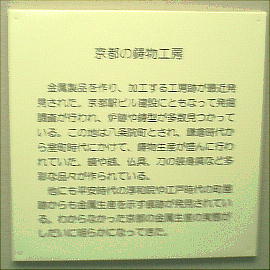 京都の鋳物工房
金属製品を作り、加工する工房跡が最近発
見された。京都駅ビル建設にともなって発掘
調査が行われ、炉跡や鋳型が多数見つかって
いる。この地は八条院町とされ、鎌倉時代か
ら室町時代にかけて、鋳物生産が盛んに行わ
れていた。鏡や銭、仏具、刀の装身具など多
彩な品々が作られている。
他にも平安時代の淳和院や江戸時代の町屋
跡からも金属生産を示す痕跡が発見されてい
る。わからなかった京都の金属生産の実態が
しだいに明らかになってきた。